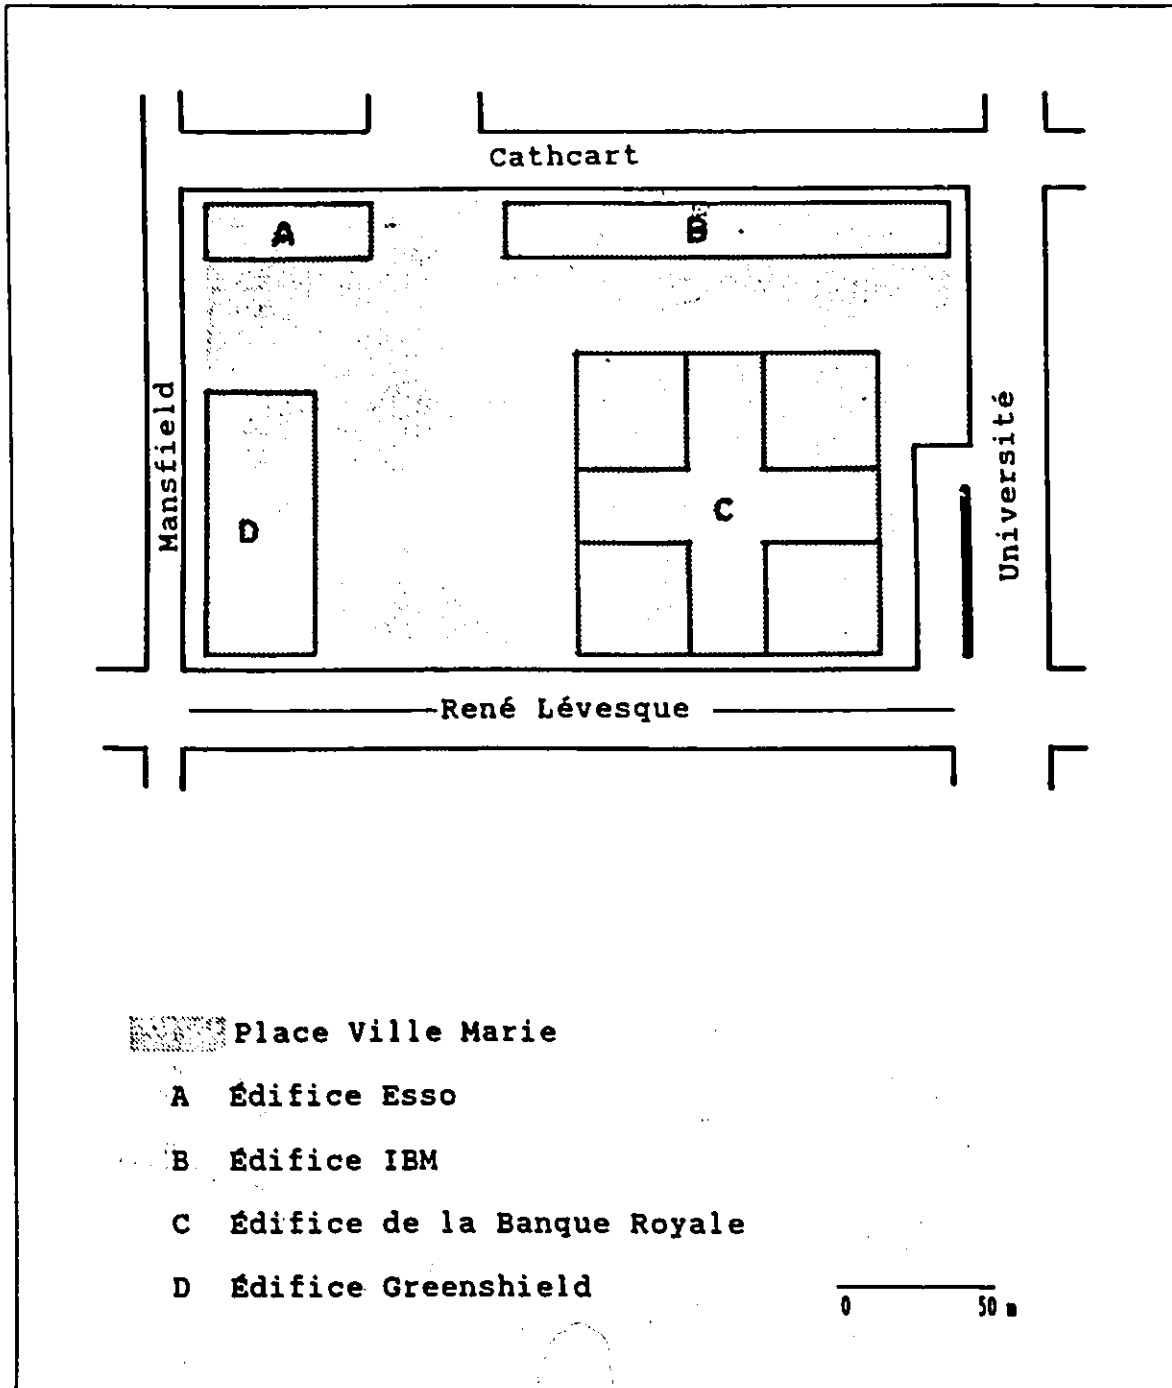 Cathcart
A
B
Mansfield
Université
C
D
René Lévesque
Place Ville Marie
A Édifice Esso
B Édifice IBM
C Édifice de la Banque Royale
D Édifice Greenshield
0 50 m